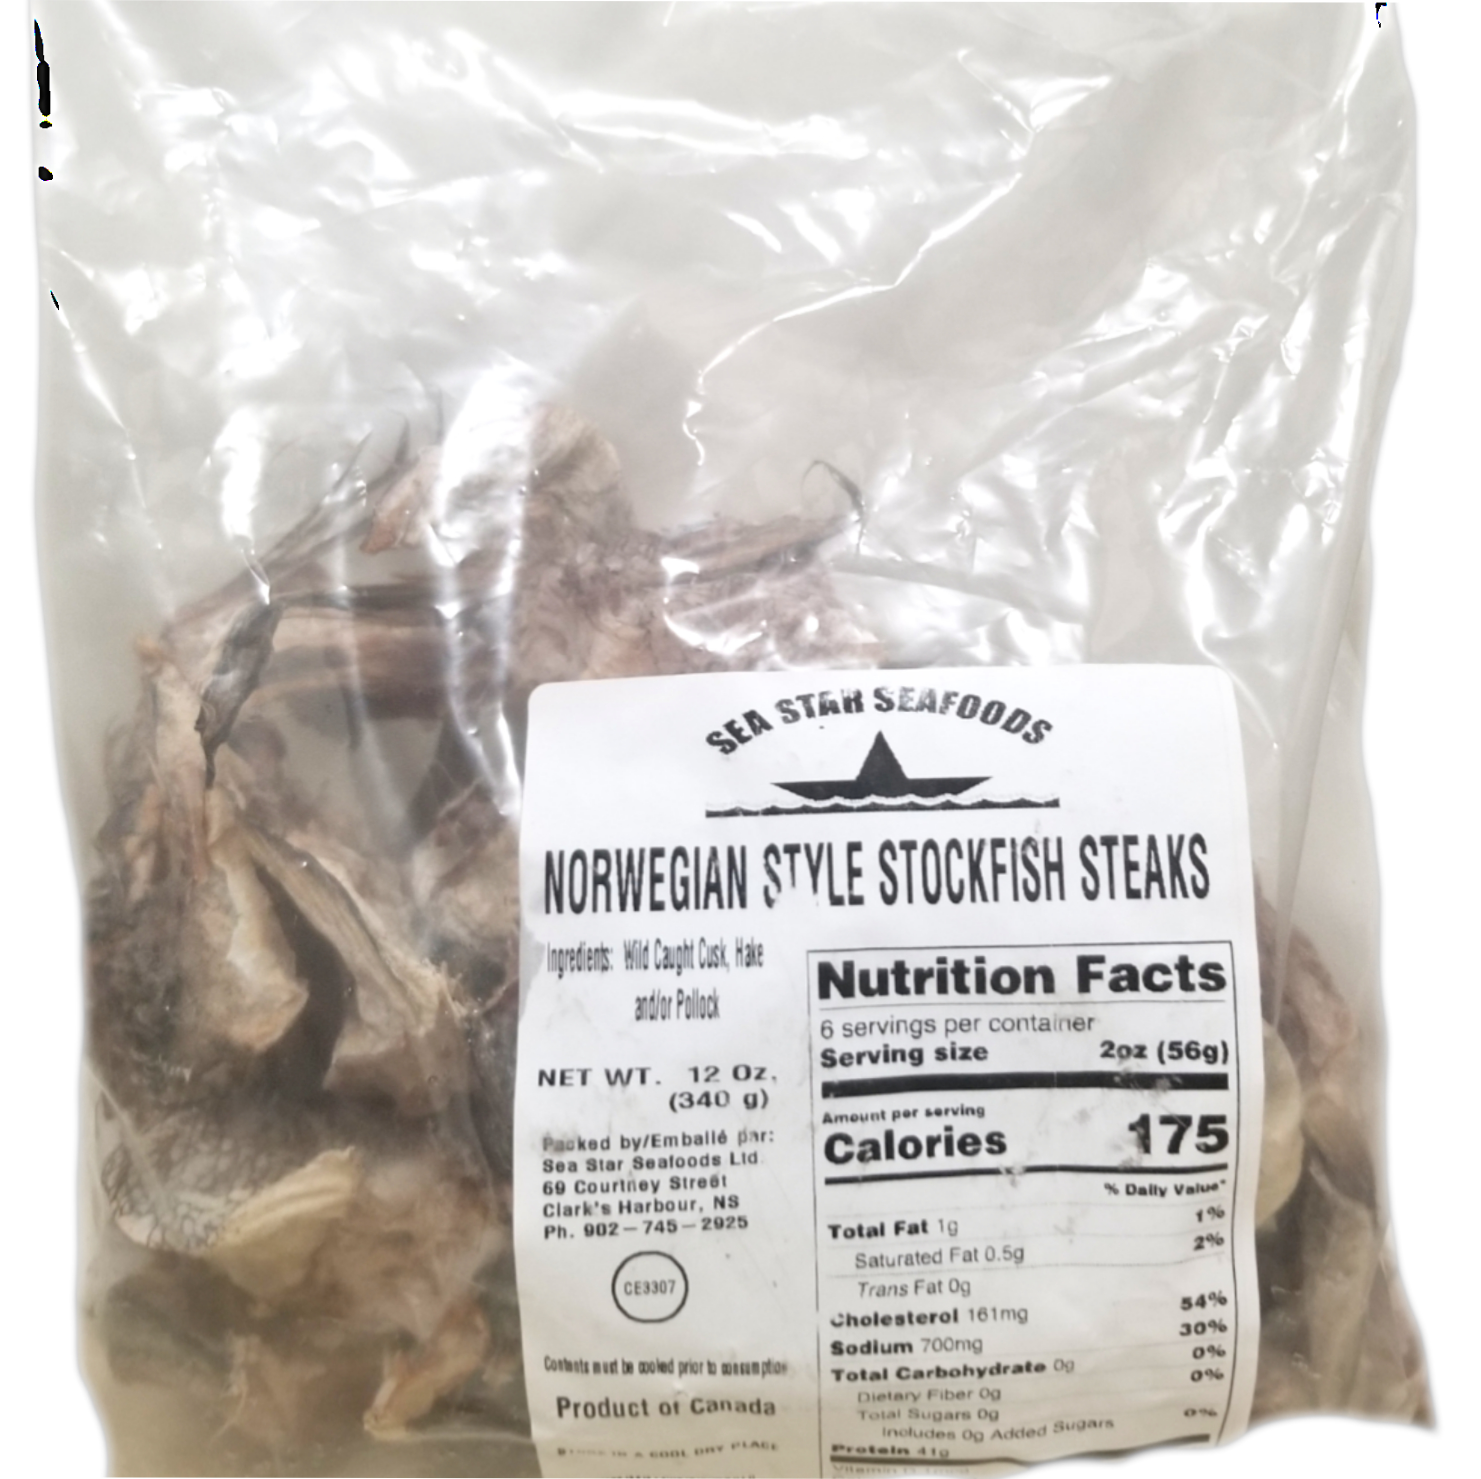 SEA STAR SEAFOODS
NORWEGIAN STYLE STOCKFISH STEAKS
Ingredients: Wild Caught Cusk, Hake
and/or Pollock
NET WT. 12 Oz.
(340 g)
Packed by/Emballé par:
Sea Star Seafoods Ltd.
69 Courtney Street
Clark's Harbour, NS
Ph. 902-745-2925
CE3307
Contents must be cooked prior to consumption
Product of Canada
STORE IN A COOL DRY PLACE
Nutrition Facts
6 servings per container
Serving size 2oz (56g)
Amount per serving
Calories 175
% Daily Value*
Total Fat 1g 1%
Saturated Fat 0.5g 2%
Trans Fat 0g
Cholesterol 161mg 54%
Sodium 700mg 30%
Total Carbohydrate 0g 0%
Dietary Fiber 0g 0%
Total Sugars 0g
Includes 0g Added Sugars 0%
Protein 41g